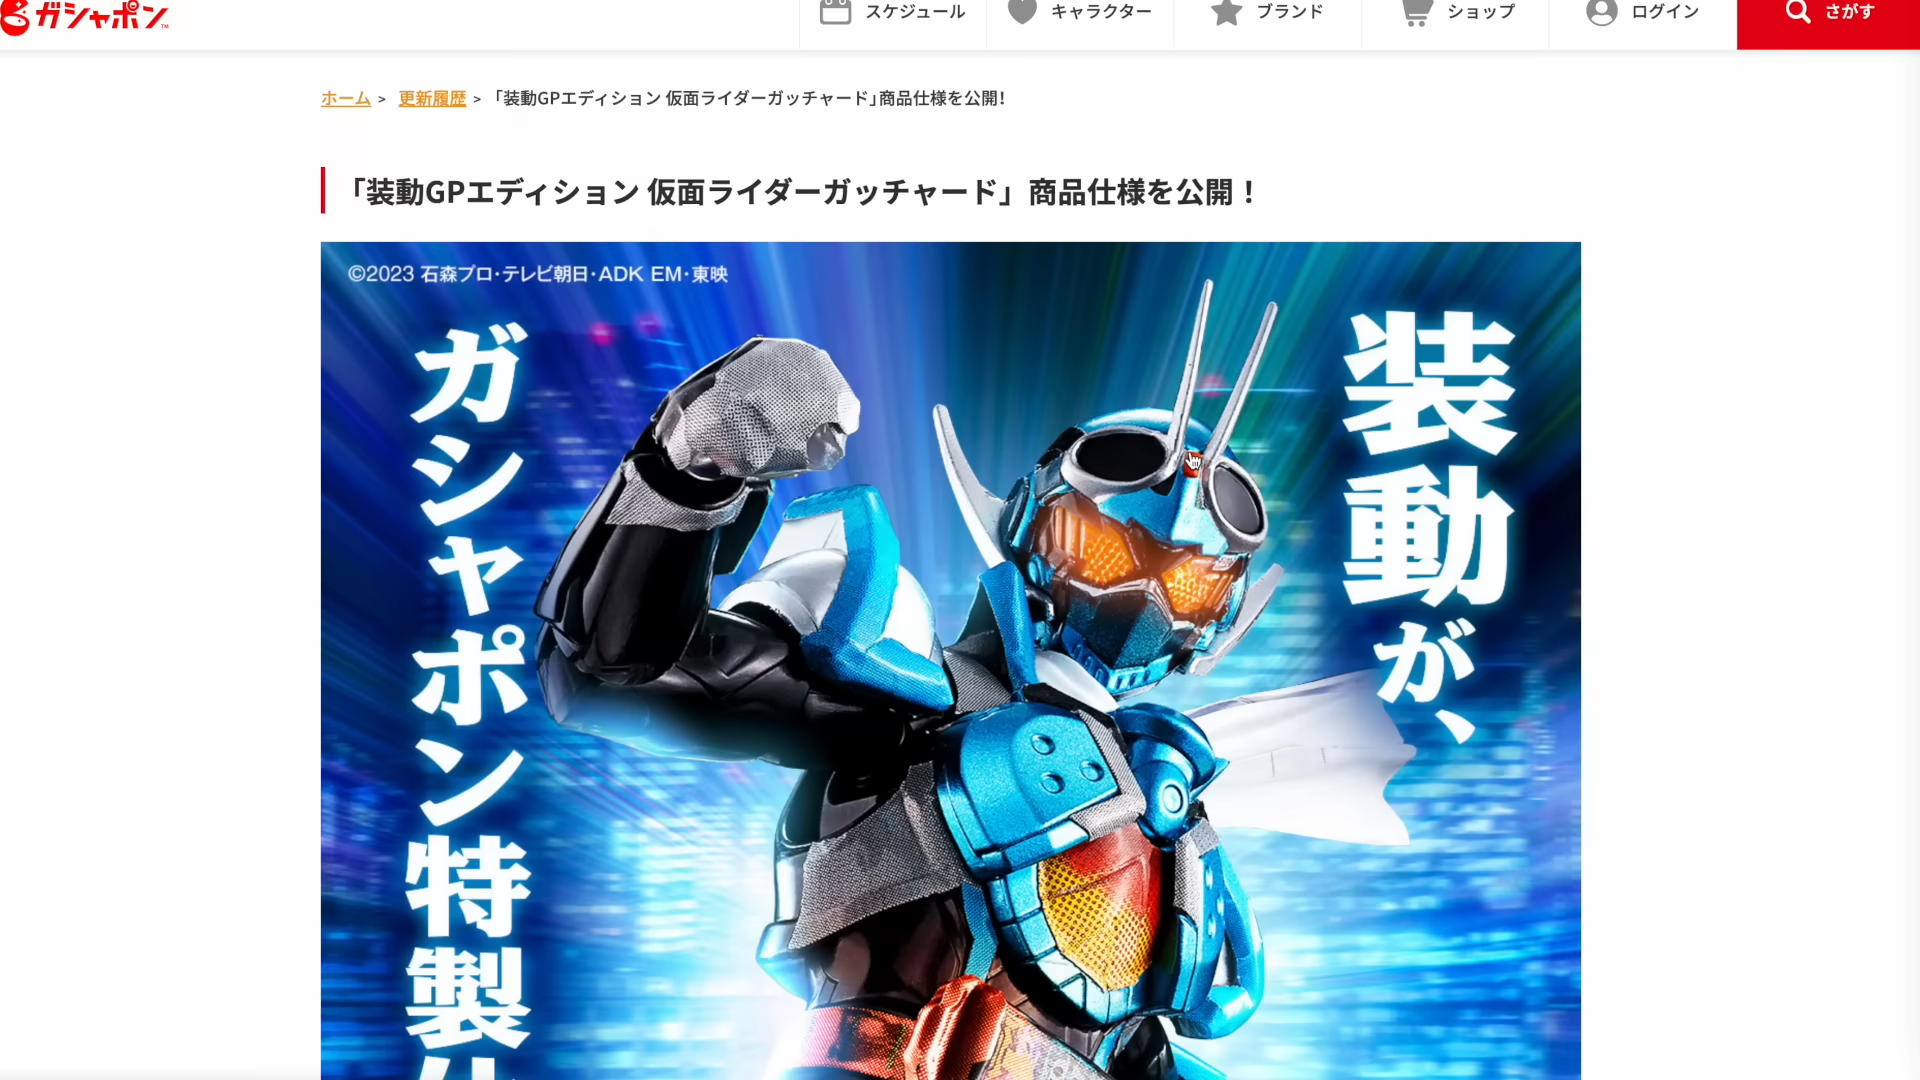 ガシャポン™
スケジュール
キャラクター
ブランド
ショップ
ログイン
さがす
ホーム > 更新履歴 > 「装動GPエディション 仮面ライダーガッチャード」商品仕様を公開！
「装動GPエディション 仮面ライダーガッチャード」商品仕様を公開！
©2023 石森プロ・テレビ朝日・ADK EM・東映
装動が、
ガシャポン特製